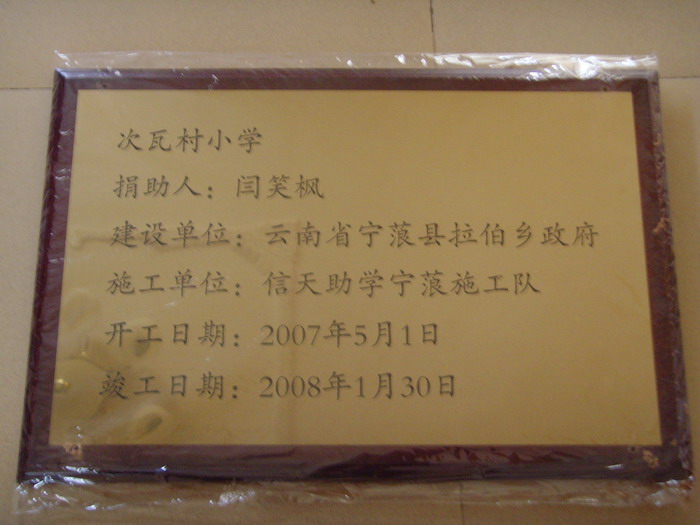 次瓦村小学
捐助人：闫笑枫
建设单位：云南省宁蒗县拉伯乡政府
施工单位：信天助学宁蒗施工队
开工日期：2007年5月1日
竣工日期：2008年1月30日